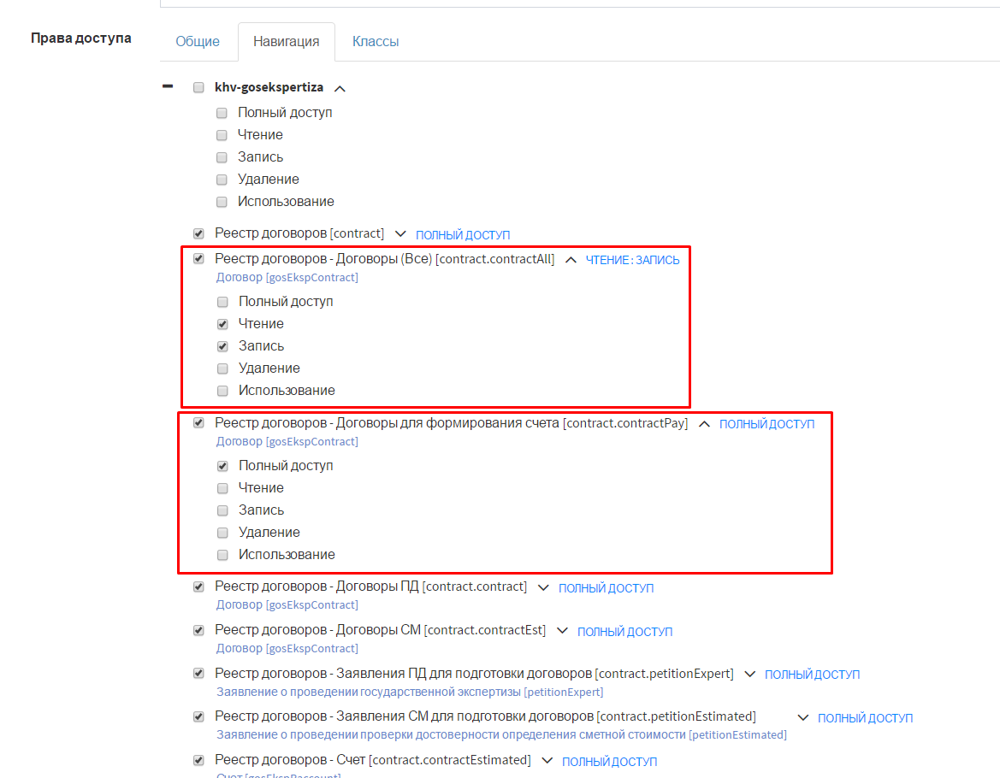 Права доступа
Общие
Навигация
Классы
khv-gosekspertiza
Полный доступ
Чтение
Запись
Удаление
Использование
Реестр договоров [contract] ПОЛНЫЙ ДОСТУП
Реестр договоров - Договоры (Все) [contract.contractAll] ЧТЕНИЕ : ЗАПИСЬ
Договор [gosEkspContract]
Полный доступ
Чтение
Запись
Удаление
Использование
Реестр договоров - Договоры для формирования счета [contract.contractPay] ПОЛНЫЙ ДОСТУП
Договор [gosEkspContract]
Полный доступ
Чтение
Запись
Удаление
Использование
Реестр договоров - Договоры ПД [contract.contract] ПОЛНЫЙ ДОСТУП
Договор [gosEkspContract]
Реестр договоров - Договоры СМ [contract.contractEst] ПОЛНЫЙ ДОСТУП
Договор [gosEkspContract]
Реестр договоров - Заявления ПД для подготовки договоров [contract.petitionExpert] ПОЛНЫЙ ДОСТУП
Заявление о проведении государственной экспертизы [petitionExpert]
Реестр договоров - Заявления СМ для подготовки договоров [contract.petitionEstimated] ПОЛНЫЙ ДОСТУП
Заявление о проведении проверки достоверности определения сметной стоимости [petitionEstimated]
Реестр договоров - Счет [contract.contractEstimated] ПОЛНЫЙ ДОСТУП
Счет [gosEkspPaccount]